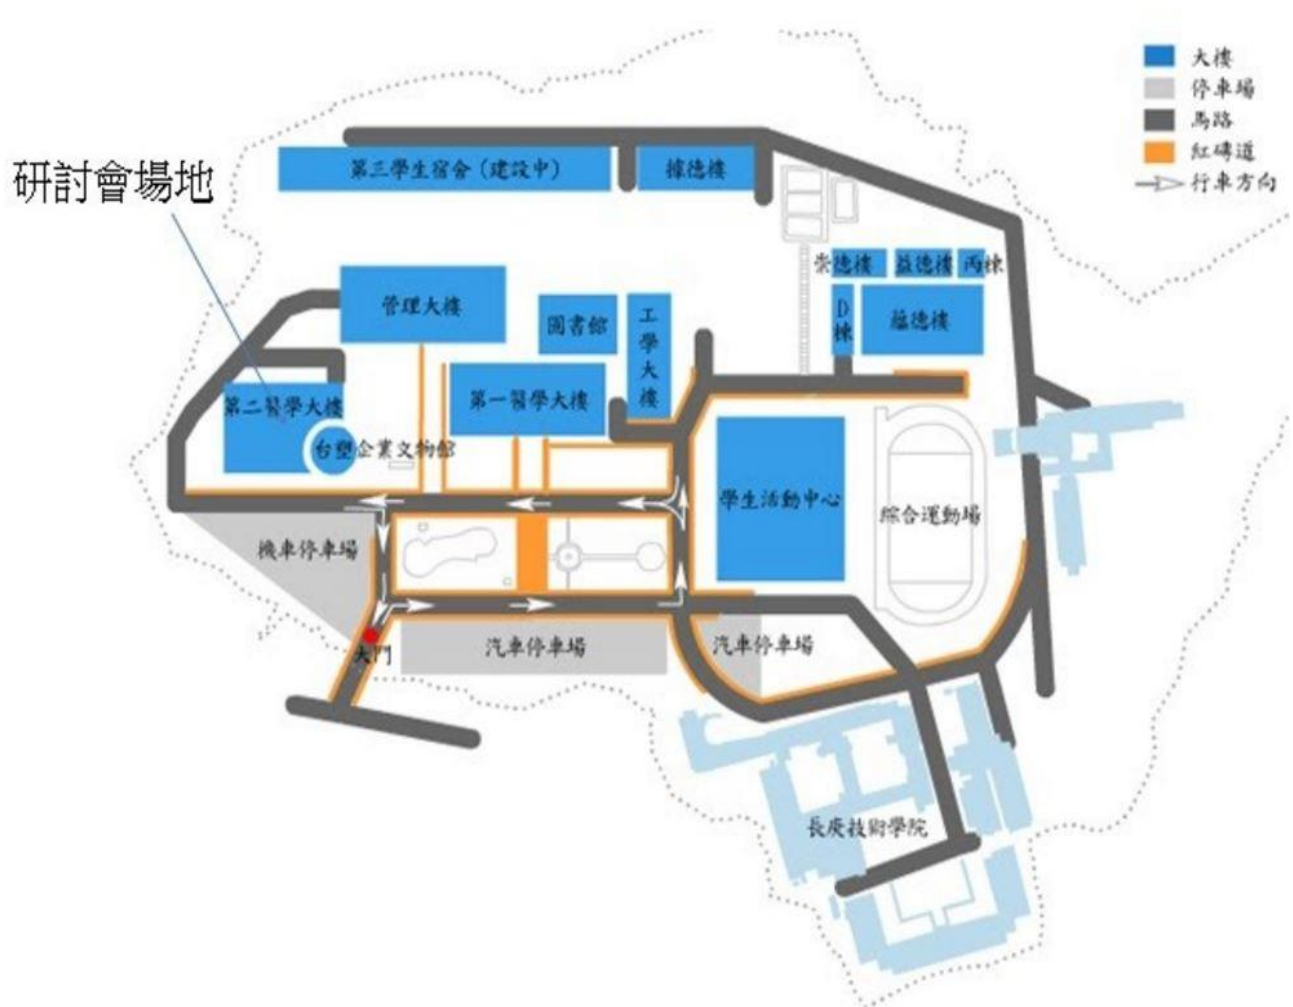 大樓
停車場
馬路
紅磚道
行車方向
研討會場地
第三學生宿舍(建設中)
據德樓
崇德樓
益德樓
丙棟
管理大樓
圖書館
工學大樓
D棟
蘊德樓
第二醫學大樓
第一醫學大樓
台塑企業文物館
學生活動中心
綜合運動場
機車停車場
大門
汽車停車場
汽車停車場
長庚技術學院